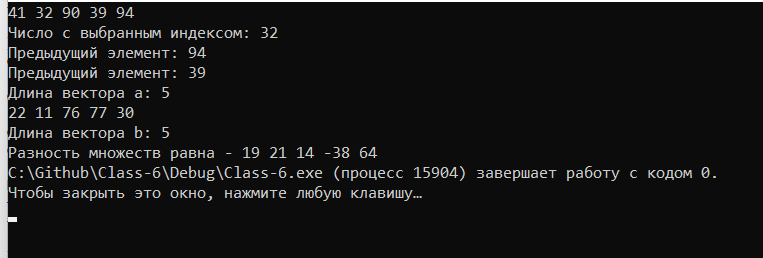 41 32 90 39 94
Число с выбранным индексом: 32
Предыдущий элемент: 94
Предыдущий элемент: 39
Длина вектора a: 5
22 11 76 77 30
Длина вектора b: 5
Разность множеств равна - 19 21 14 -38 64
C:\Github\Class-6\Debug\Class-6.exe (процесс 15904) завершает работу с кодом 0.
Чтобы закрыть это окно, нажмите любую клавишу…